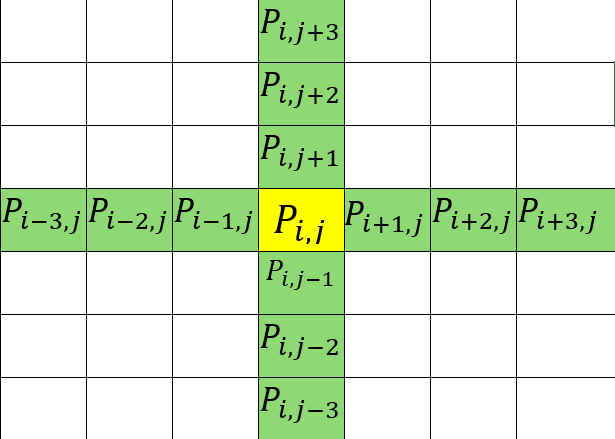 P_{i,j+3}
P_{i,j+2}
P_{i,j+1}
P_{i−3,j} P_{i−2,j} P_{i−1,j} P_{i,j} P_{i+1,j} P_{i+2,j} P_{i+3,j}
P_{i,j−1}
P_{i,j−2}
P_{i,j−3}